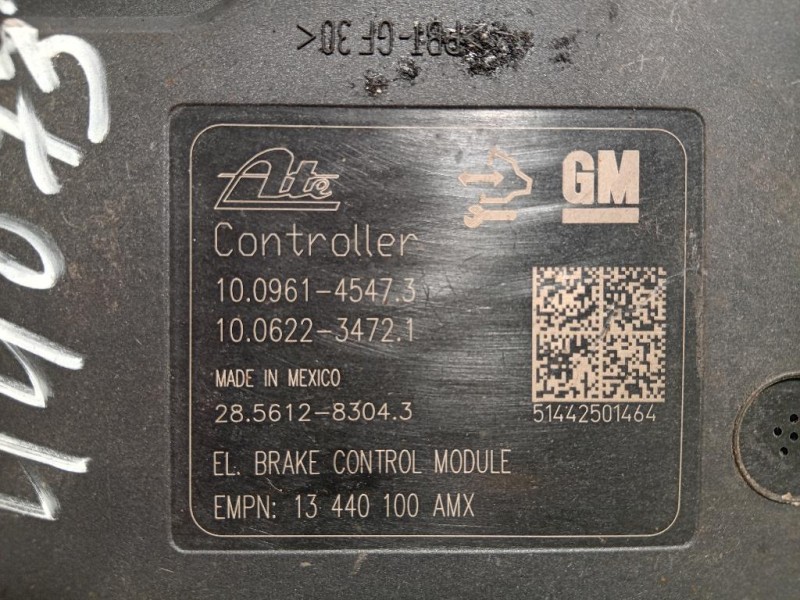 PBT-GF30<
Ate
GM
Controller
10.0961-4547.3
10.0622-3472.1
MADE IN MEXICO
28.5612-8304.3
51442501464
EL. BRAKE CONTROL MODULE
EMPN: 13 440 100 AMX